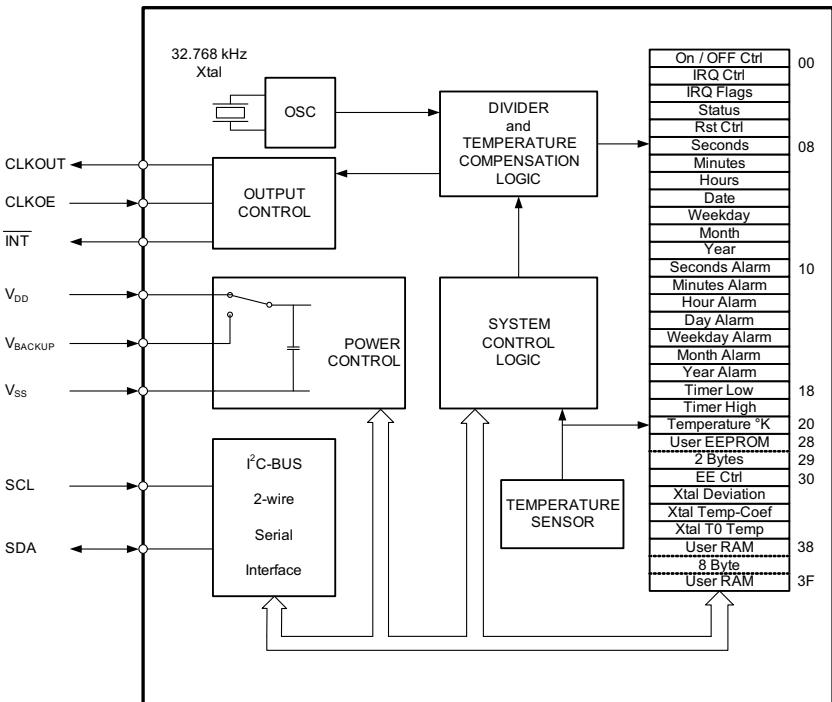 32.768 kHz
Xtal
OSC
DIVIDER
and
TEMPERATURE
COMPENSATION
LOGIC
CLKOUT
CLKOE
INT
OUTPUT
CONTROL
VDD
VBACKUP
VSS
POWER
CONTROL
SYSTEM
CONTROL
LOGIC
SCL
SDA
I²C-BUS
2-wire
Serial
Interface
TEMPERATURE
SENSOR
On / OFF Ctrl 00
IRQ Ctrl
IRQ Flags
Status
Rst Ctrl
Seconds 08
Minutes
Hours
Date
Weekday
Month
Year
Seconds Alarm 10
Minutes Alarm
Hour Alarm
Day Alarm
Weekday Alarm
Month Alarm
Year Alarm
Timer Low 18
Timer High
Temperature °K 20
User EEPROM 28
2 Bytes 29
EE Ctrl 30
Xtal Deviation
Xtal Temp-Coef
Xtal T0 Temp
User RAM 38
8 Byte
User RAM 3F